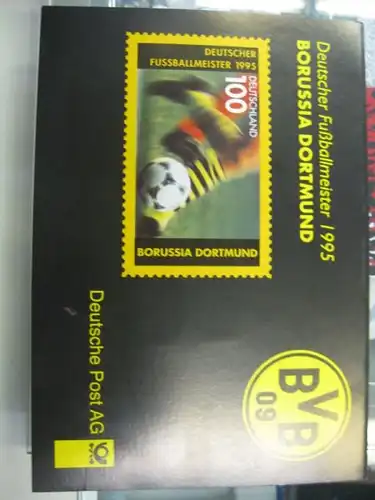 Deutscher Fußballmeister 1995
BORUSSIA DORTMUND
DEUTSCHER
FUSSBALLMEISTER 1995
100
DEUTSCHLAND
BORUSSIA DORTMUND
BVB
09
Deutsche Post AG